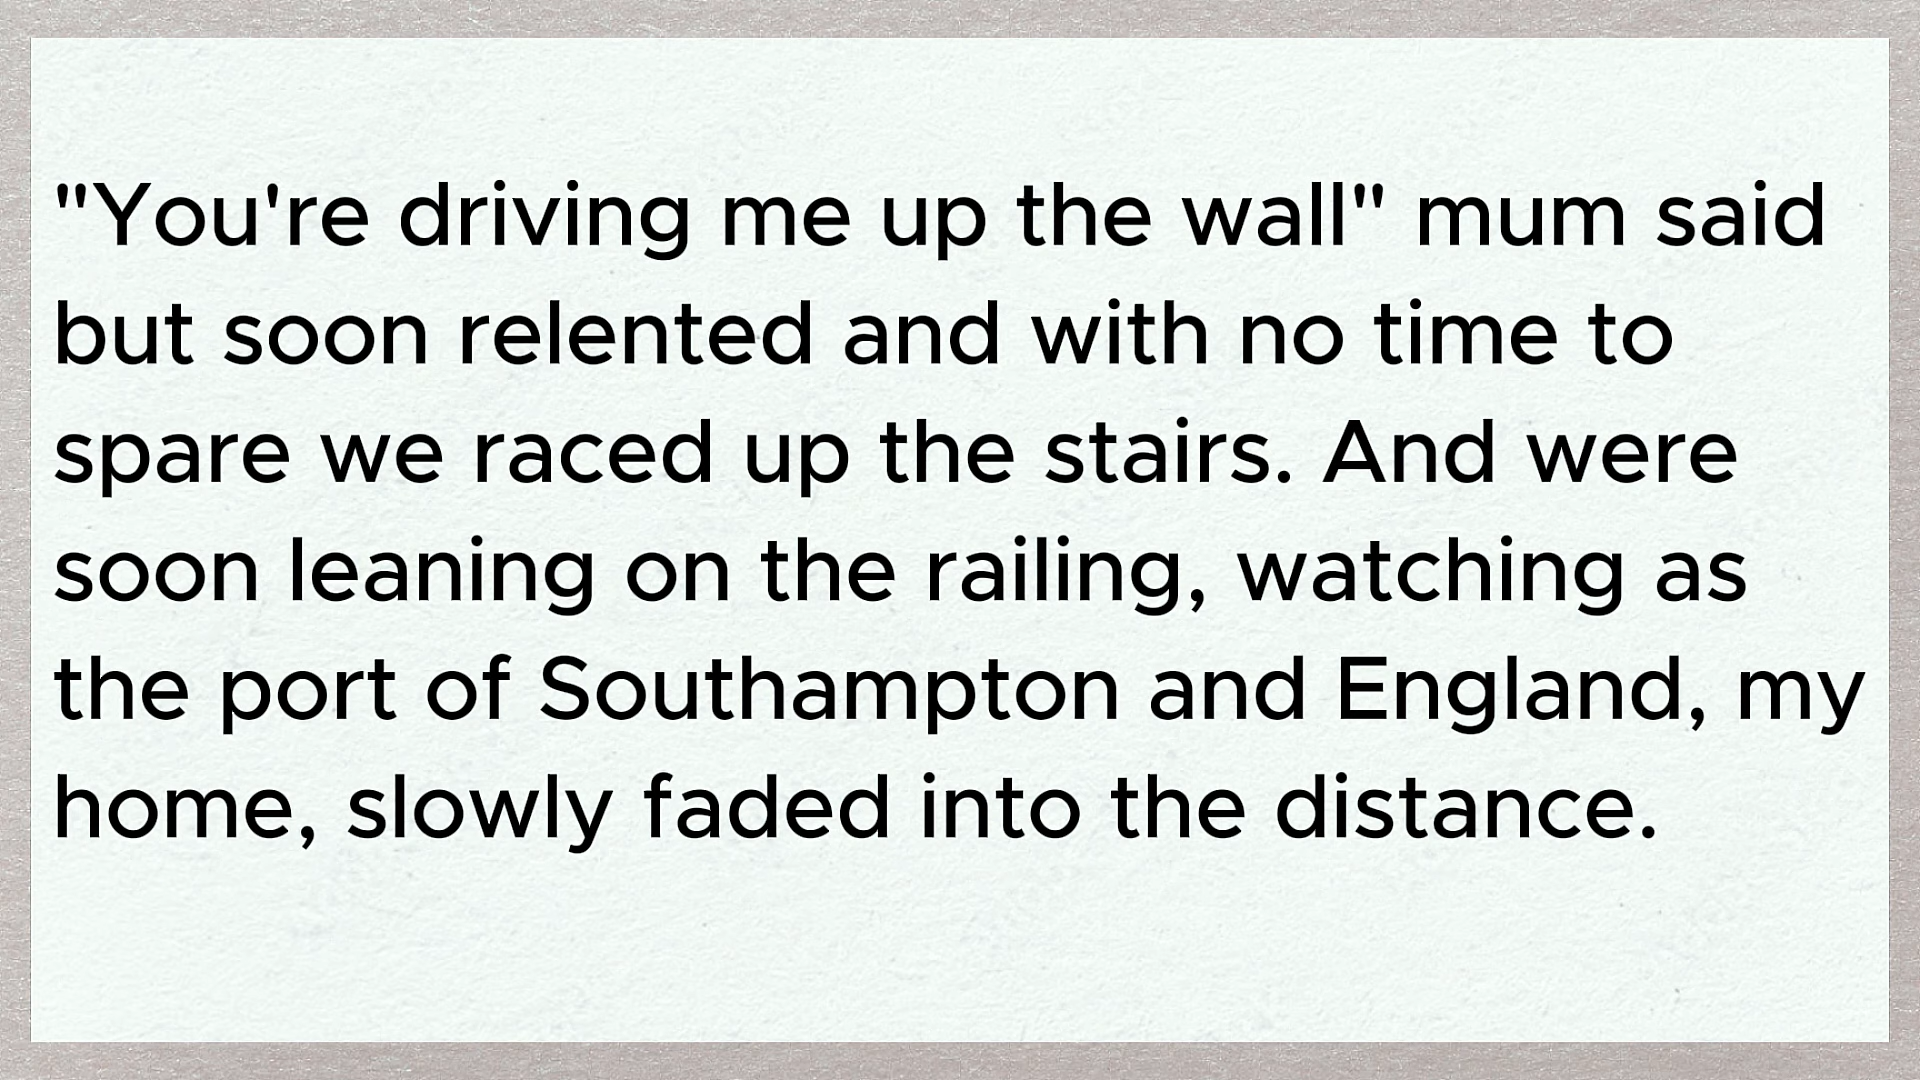 "You're driving me up the wall" mum said
but soon relented and with no time to
spare we raced up the stairs. And were
soon leaning on the railing, watching as
the port of Southampton and England, my
home, slowly faded into the distance.